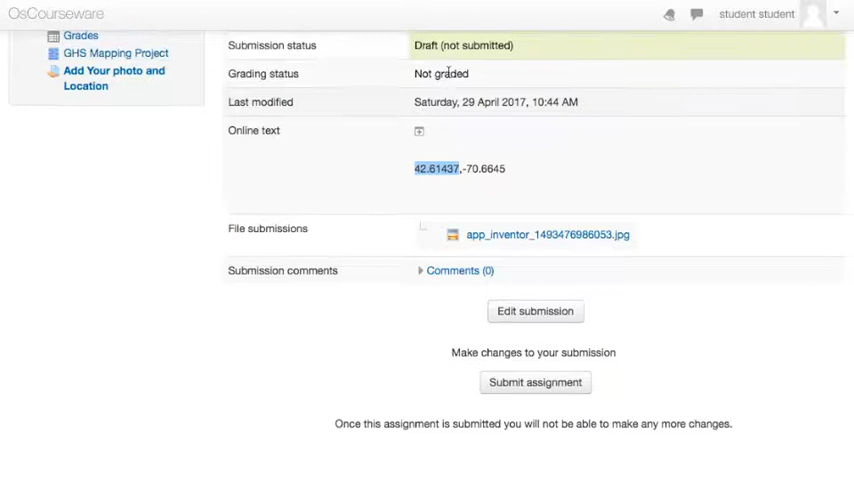 OsCourseware
student student
Grades
GHS Mapping Project
Add Your photo and
Location
Submission status
Draft (not submitted)
Grading status
Not graded
Last modified
Saturday, 29 April 2017, 10:44 AM
Online text
42.61437,-70.6645
File submissions
app_inventor_1493476986053.jpg
Submission comments
Comments (0)
Edit submission
Make changes to your submission
Submit assignment
Once this assignment is submitted you will not be able to make any more changes.